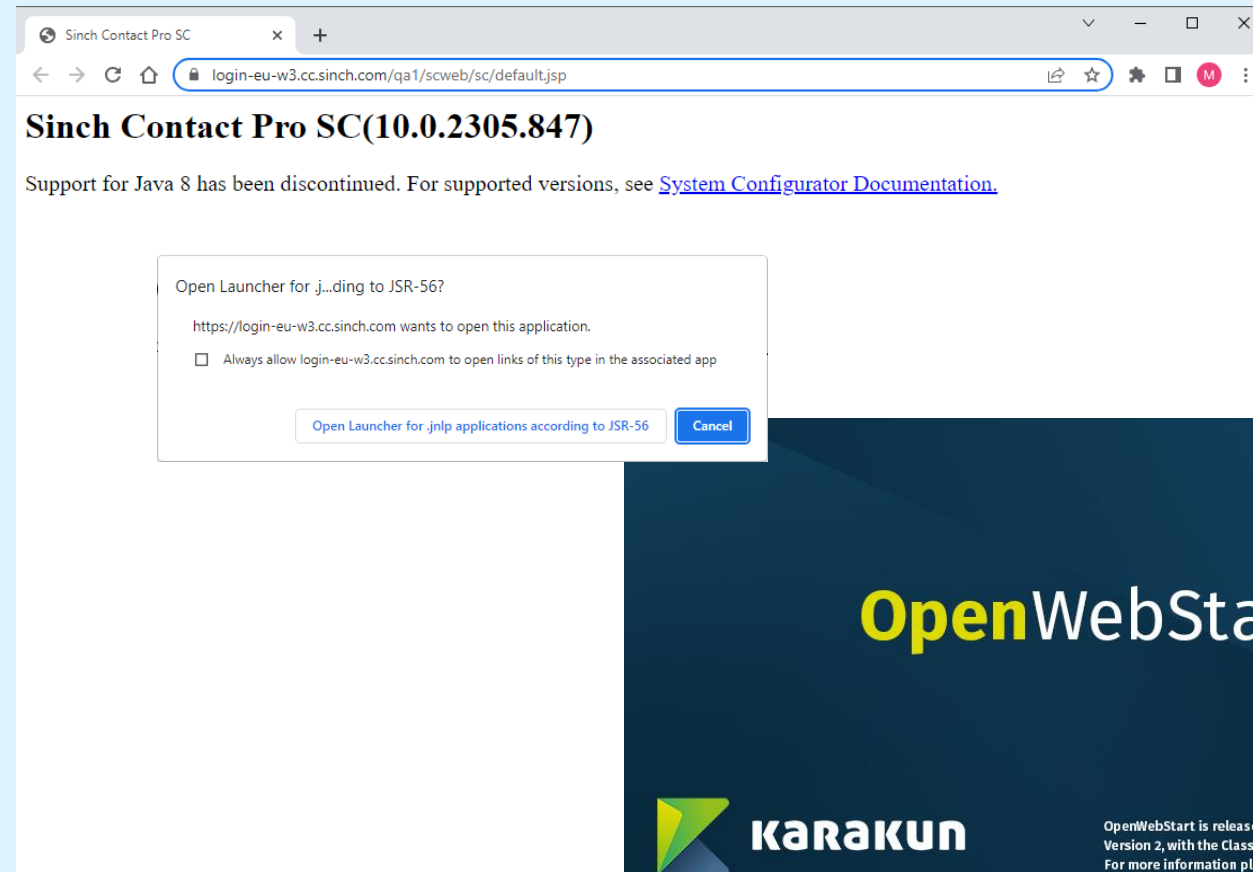 Sinch Contact Pro SC
login-eu-w3.cc.sinch.com/qa1/scweb/sc/default.jsp
M
Sinch Contact Pro SC(10.0.2305.847)
Support for Java 8 has been discontinued. For supported versions, see System Configurator Documentation.
Open Launcher for .j...ding to JSR-56?
https://login-eu-w3.cc.sinch.com wants to open this application.
Always allow login-eu-w3.cc.sinch.com to open links of this type in the associated app
Open Launcher for .jnlp applications according to JSR-56
Cancel
OpenWebSta
KARAKUN
OpenWebStart is release
Version 2, with the Class
For more information pl